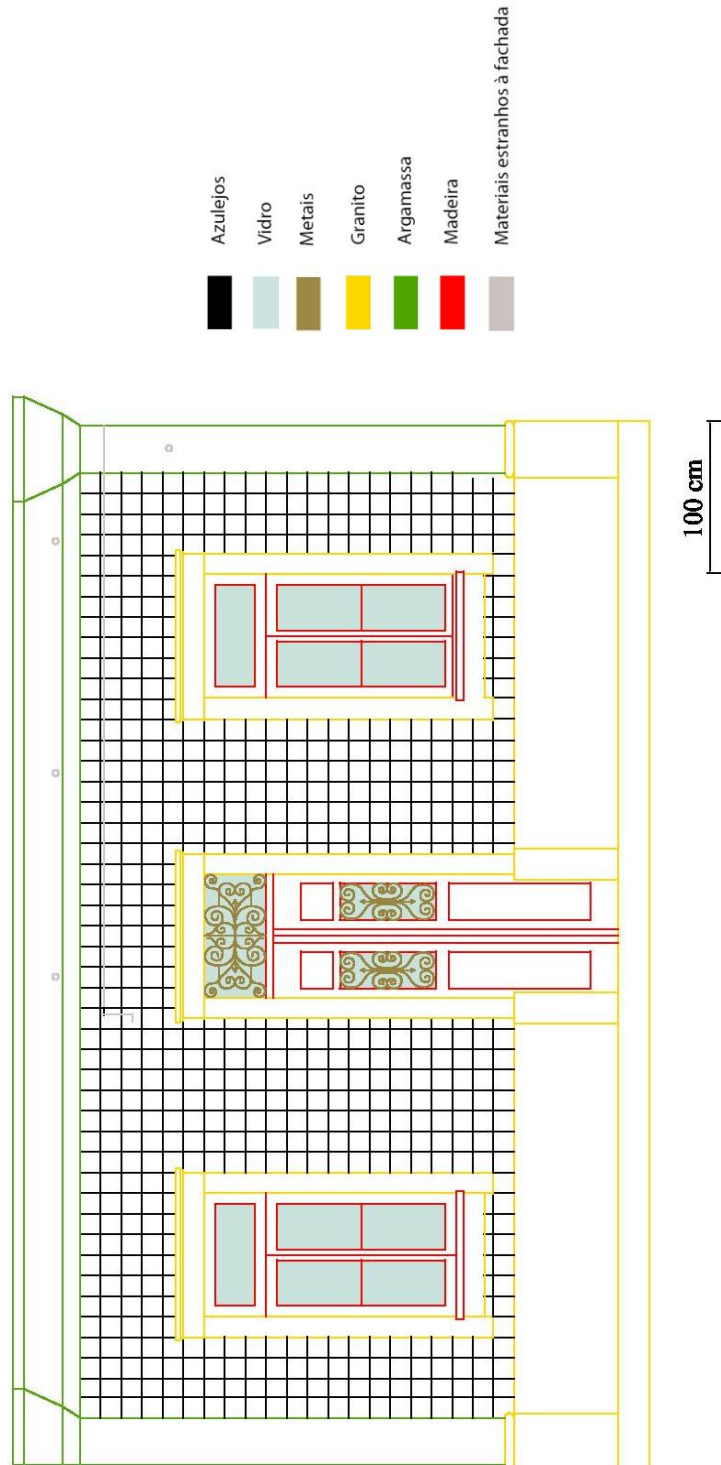 Azulejos
Vidro
Metais
Granito
Argamassa
Madeira
Materiais estranhos à fachada
100 cm